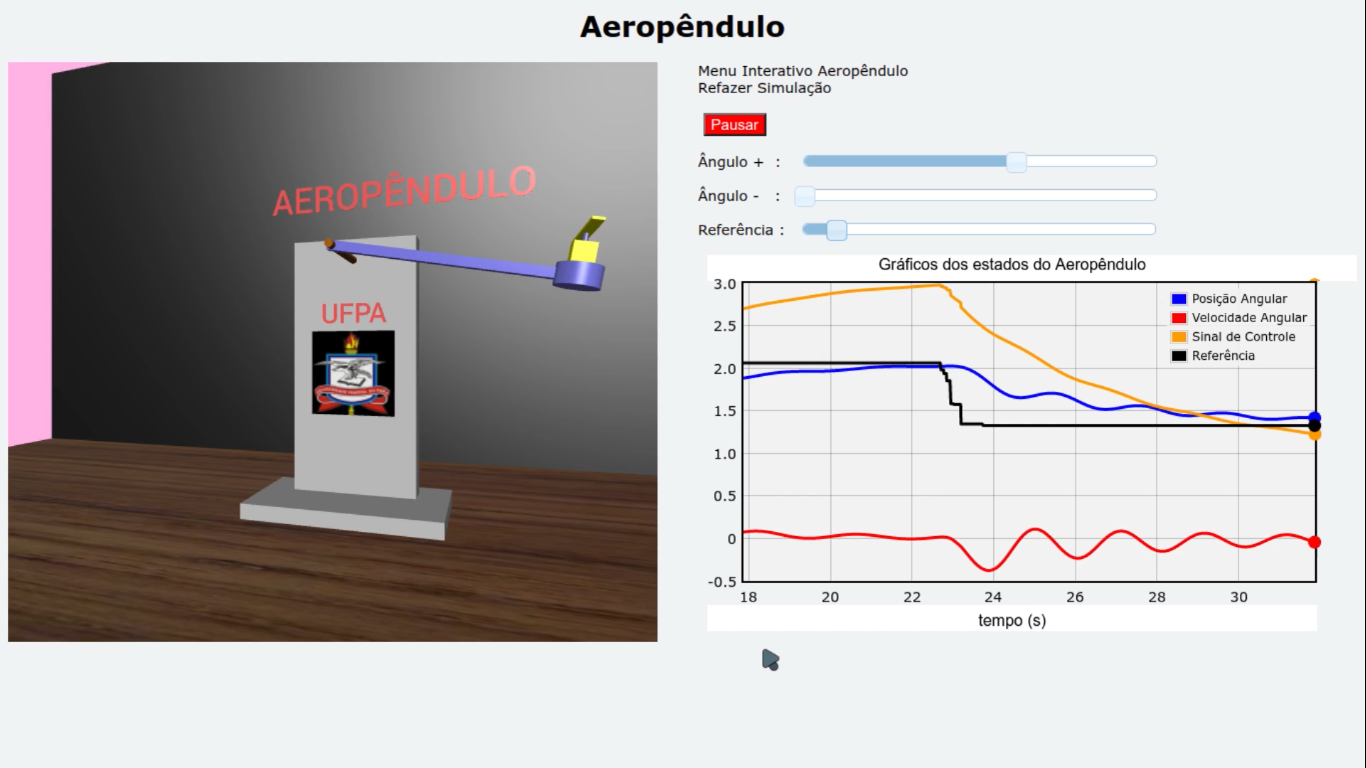 Aeropêndulo
AEROPÊNDULO
UFPA
Menu Interativo Aeropêndulo
Refazer Simulação
Pausar
Ângulo + :
Ângulo - :
Referência :
Gráficos dos estados do Aeropêndulo
3.0
2.5
2.0
1.5
1.0
0.5
0
-0.5
Posição Angular
Velocidade Angular
Sinal de Controle
Referência
18 20 22 24 26 28 30
tempo (s)